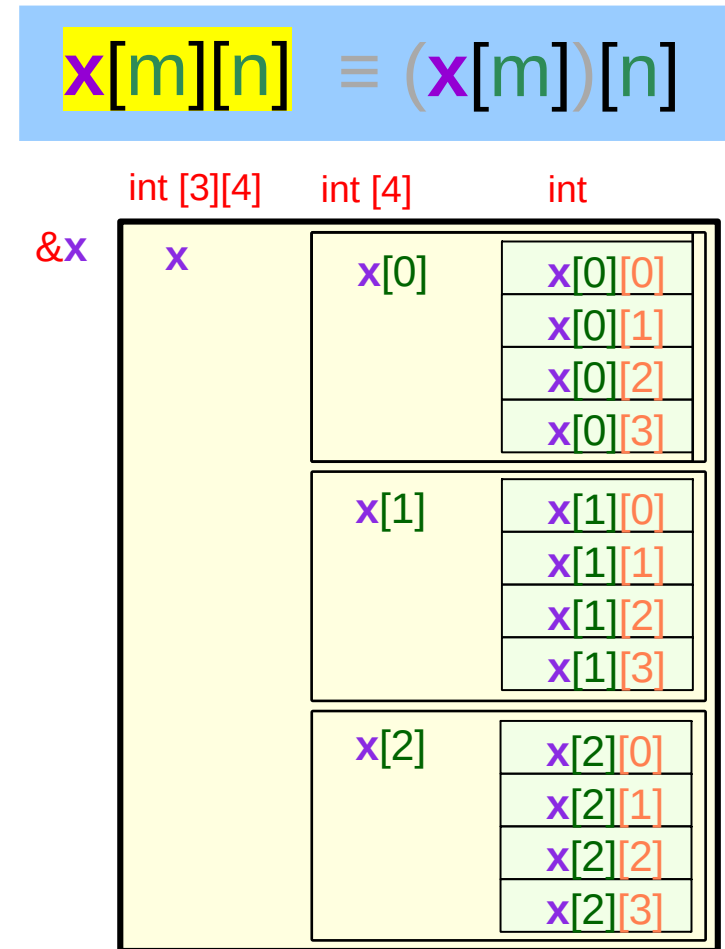 x[m][n] ≡ (x[m])[n]
int [3][4] int [4] int
&x x x[0] x[0][0]
x[0][1]
x[0][2]
x[0][3]
x[1] x[1][0]
x[1][1]
x[1][2]
x[1][3]
x[2] x[2][0]
x[2][1]
x[2][2]
x[2][3]